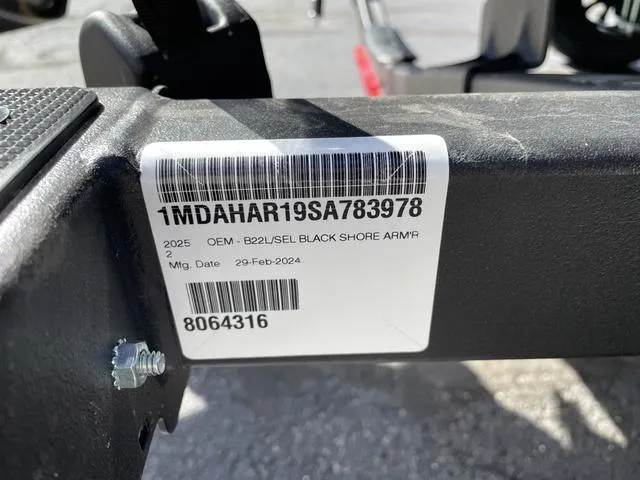 1MDAHAR19SA783978
2025 OEM - B22L/SEL BLACK SHORE ARM'R
2
Mfg. Date 29-Feb-2024
8064316